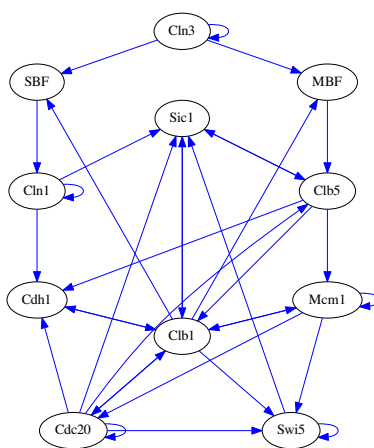 Cln3
SBF
MBF
Sic1
Cln1
Clb5
Cdh1
Mcm1
Clb1
Cdc20
Swi5